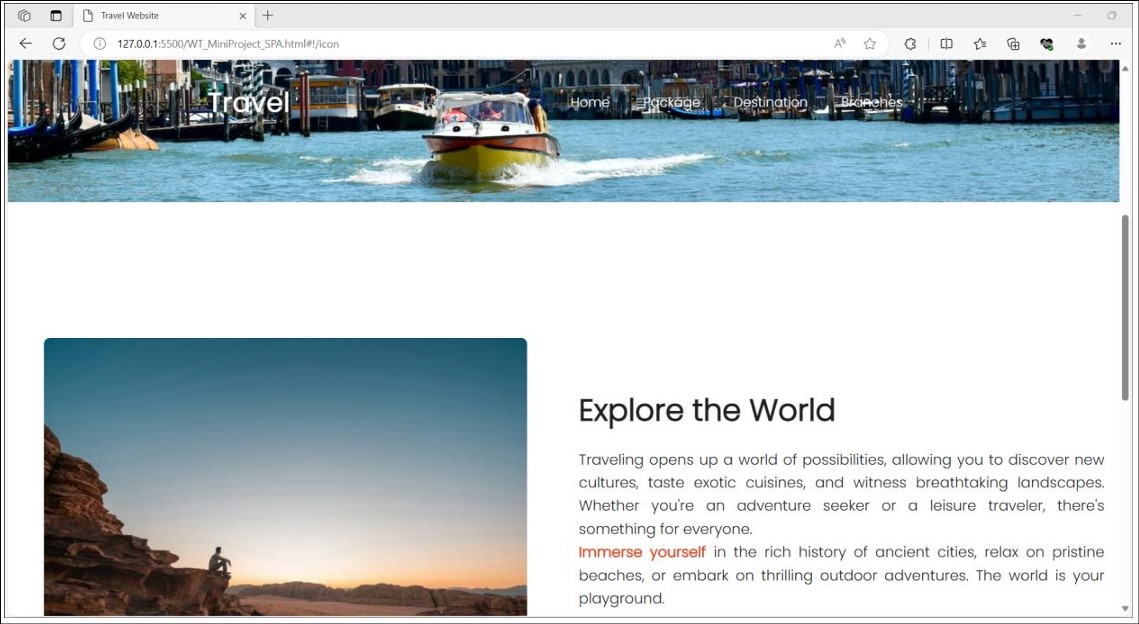 Travel Website
127.0.0.1:5500/WT_MiniProject_SPA.html#!/icon
Travel
Home Package Destination Branches
Explore the World
Traveling opens up a world of possibilities, allowing you to discover new
cultures, taste exotic cuisines, and witness breathtaking landscapes.
Whether you're an adventure seeker or a leisure traveler, there's
something for everyone.
Immerse yourself in the rich history of ancient cities, relax on pristine
beaches, or embark on thrilling outdoor adventures. The world is your
playground.